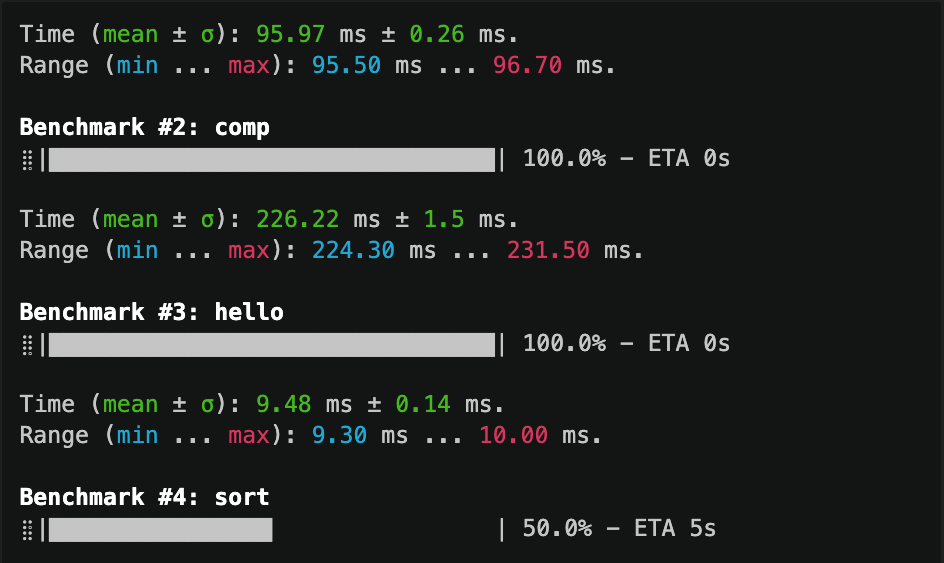 Time (mean ± σ): 95.97 ms ± 0.26 ms.
Range (min ... max): 95.50 ms ... 96.70 ms.
Benchmark #2: comp
100.0% − ETA 0s
Time (mean ± σ): 226.22 ms ± 1.5 ms.
Range (min ... max): 224.30 ms ... 231.50 ms.
Benchmark #3: hello
100.0% − ETA 0s
Time (mean ± σ): 9.48 ms ± 0.14 ms.
Range (min ... max): 9.30 ms ... 10.00 ms.
Benchmark #4: sort
50.0% − ETA 5s